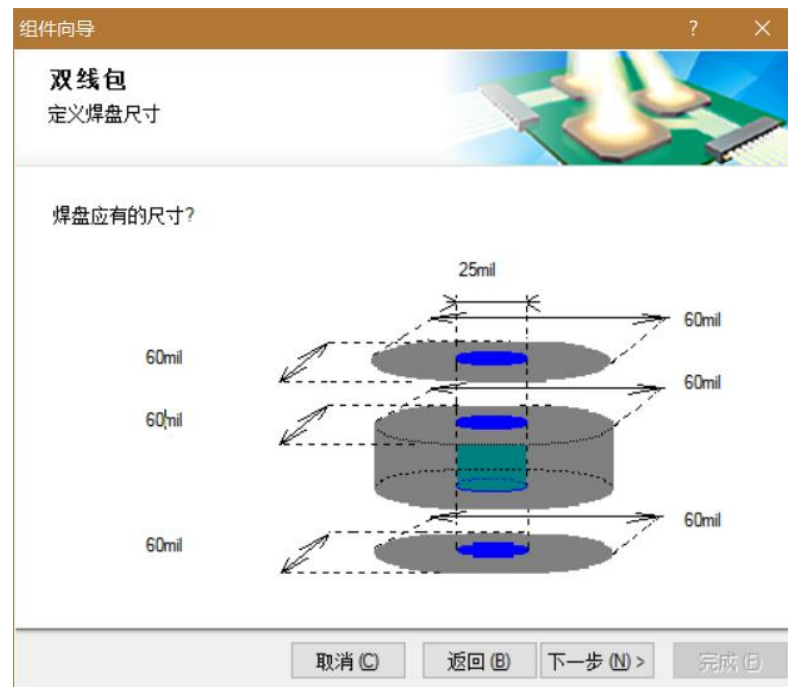 组件向导
双线包
定义焊盘尺寸
焊盘应有的尺寸?
25mil
60mil
60mil
60mil
60mil
60mil
60mil
取消(C)
返回(B)
下一步(N)>
完成(F)